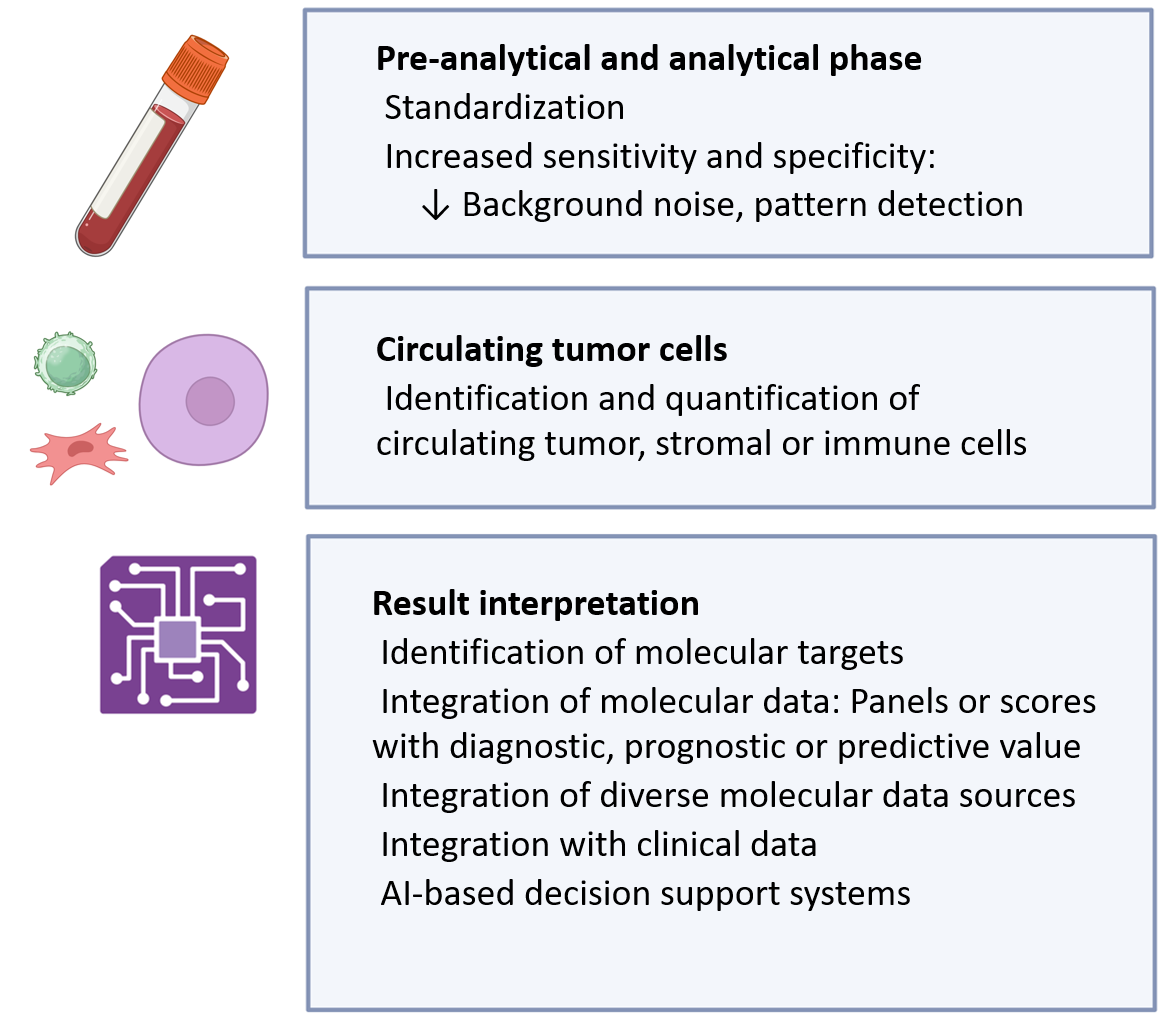 Pre-analytical and analytical phase
Standardization
Increased sensitivity and specificity:
↓ Background noise, pattern detection
Circulating tumor cells
Identification and quantification of
circulating tumor, stromal or immune cells
Result interpretation
Identification of molecular targets
Integration of molecular data: Panels or scores
with diagnostic, prognostic or predictive value
Integration of diverse molecular data sources
Integration with clinical data
AI-based decision support systems